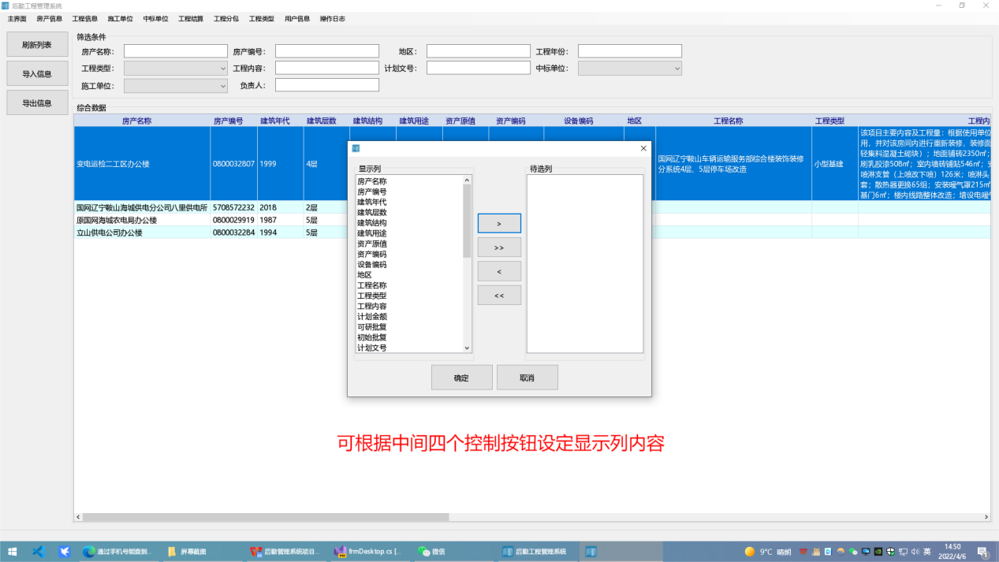 后勤工程管理系统
主界面 房产信息 工程信息 施工单位 中标单位 工程结算 工程分包 工程类型 用户信息 操作日志
刷新列表
导入信息
导出信息
筛选条件
房产名称: 房产编号: 地区: 工程年份:
工程类型: 工程内容: 计划文号: 中标单位:
施工单位: 负责人:
综合数据
房产名称 房产编号 建筑年代 建筑层数 建筑结构 建筑用途 资产原值 资产编码 设备编码 地区 工程名称 工程类型 工程内
变电运检二工区办公楼 0800032807 1999 4层
国网辽宁鞍山车辆运输服务部综合楼装饰装修
分系统4层、5层停车场改造
小型基建
该项目主要内容及工程量：根据使用单位
用，并对该房间内进行重新装修，装修面
轻集料混凝土砌块）；地面铺砖2350㎡；
刷乳胶漆508㎡；室内墙砖铺贴546㎡；
喷淋支管（上喷改下喷）126米；喷淋头
套；散热器更换65组；安装暖气罩215㎡
基门6㎡；楼内线路整体改造；增设电暖
国网辽宁鞍山海城供电分公司八里供电所 5708572232 2018 2层
原国网海城农电局办公楼 0800029919 1987 5层
立山供电公司办公楼 0800032284 1994 5层
显示列
房产名称
房产编号
建筑年代
建筑层数
建筑结构
建筑用途
资产原值
资产编码
设备编码
地区
工程名称
工程类型
工程内容
计划金额
可研批复
初始批复
计划文号
>
>>
<
<<
待选列
确定 取消
可根据中间四个控制按钮设定显示列内容
通过手机号能查到... 屏幕截图 后勤管理系统项目... frmDesktop.cs [... 微信 后勤工程管理系统
9°C 晴朗 英
14:50
2022/4/6